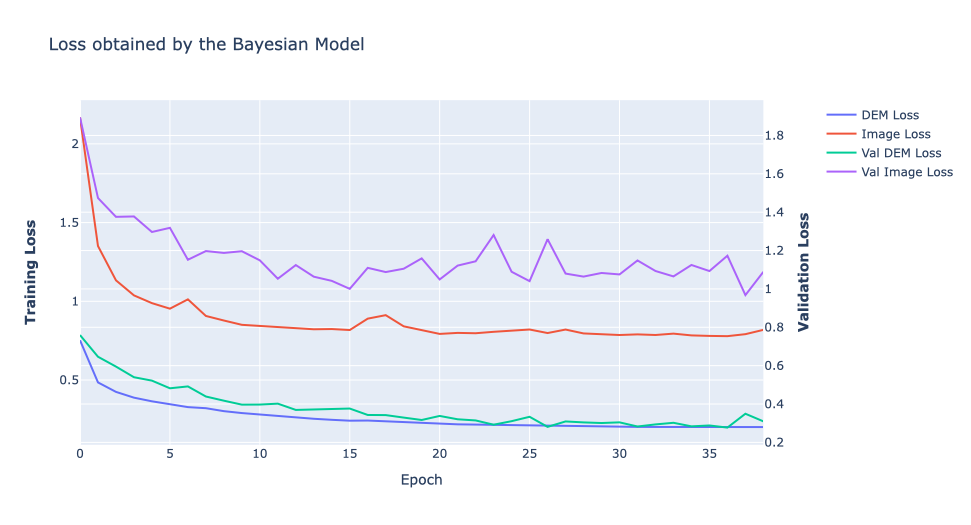 Loss obtained by the Bayesian Model
DEM Loss
Image Loss
Val DEM Loss
Val Image Loss
Training Loss
2
1.5
1
0.5
1.8
1.6
1.4
1.2
1
0.8
0.6
0.4
0.2
Validation Loss
0 5 10 15 20 25 30 35
Epoch